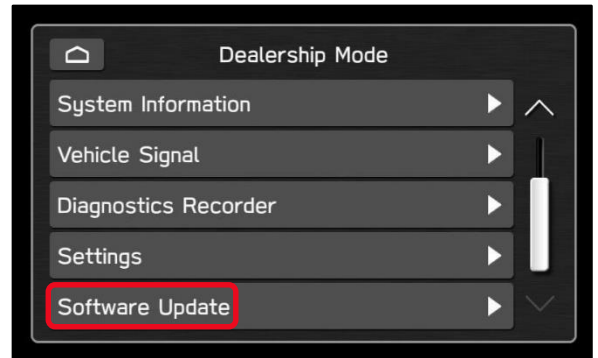 Dealership Mode
System Information
Vehicle Signal
Diagnostics Recorder
Settings
Software Update